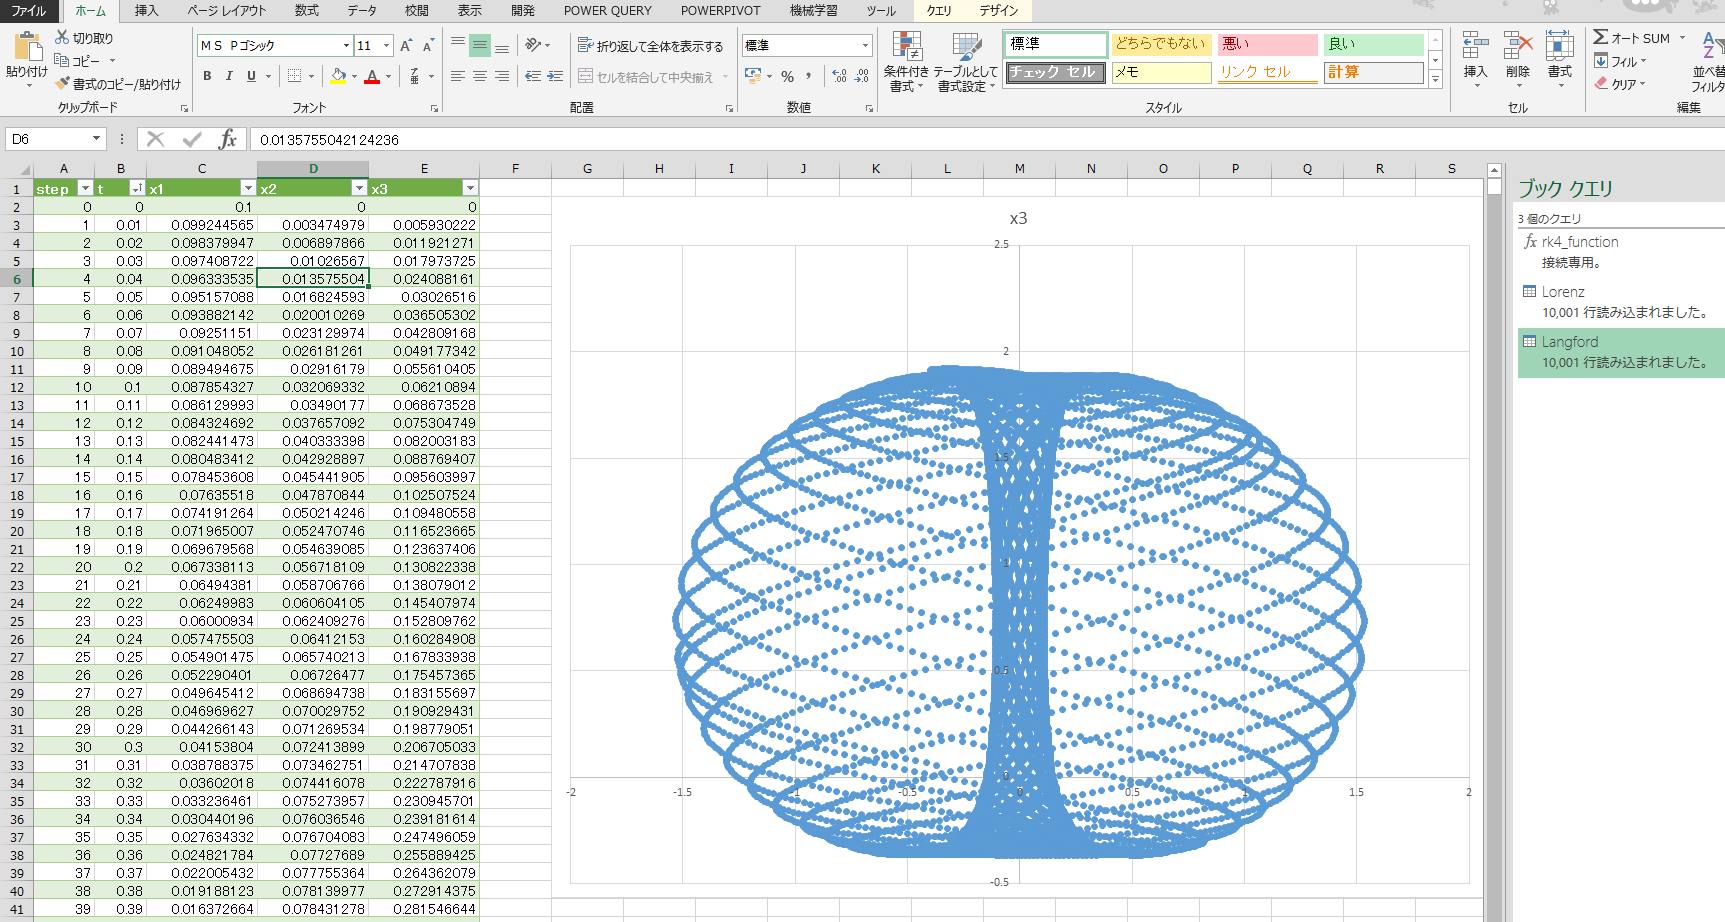 ファイル ホーム 挿入 ページ レイアウト 数式 データ 校閲 表示 開発 POWER QUERY POWERPIVOT 機械学習 ツール クエリ デザイン
貼り付け 切り取り コピー 書式のコピー/貼り付け
MS Pゴシック 11
B I U
折り返して全体を表示する
セルを結合して中央揃え
標準
条件付き書式 テーブルとして書式設定
標準 どちらでもない 悪い 良い
チェック セル メモ リンク セル 計算
挿入 削除 書式
オート SUM
フィル
クリア
並べ替
フィルタ
クリップボード フォント 配置 数値 スタイル セル 編集
D6 fx 0.0135755042124236
A B C D E F G H I J K L M N O P Q R S
1 step t x1 x2 x3
2 0 0 0.1 0 0
3 1 0.01 0.099244565 0.003474979 0.005930222
4 2 0.02 0.098379947 0.006897866 0.011921271
5 3 0.03 0.097408722 0.01026567 0.017973725
6 4 0.04 0.096333535 0.013575504 0.024088161
7 5 0.05 0.095157088 0.016824593 0.03026516
8 6 0.06 0.093882142 0.020010269 0.036505302
9 7 0.07 0.09251151 0.023129974 0.042809168
10 8 0.08 0.091048052 0.026181261 0.049177342
11 9 0.09 0.089494675 0.02916179 0.055610405
12 10 0.1 0.087854327 0.032069332 0.06210894
13 11 0.11 0.086129993 0.03490177 0.068673528
14 12 0.12 0.084324692 0.037657092 0.075304749
15 13 0.13 0.082441473 0.040333398 0.082003183
16 14 0.14 0.080483412 0.042928897 0.088769407
17 15 0.15 0.078453608 0.045441905 0.095603997
18 16 0.16 0.07635518 0.047870844 0.102507524
19 17 0.17 0.074191264 0.050214246 0.109480558
20 18 0.18 0.071965007 0.052470746 0.116523665
21 19 0.19 0.069679568 0.054639085 0.123637406
22 20 0.2 0.067338113 0.056718109 0.130822338
23 21 0.21 0.06494381 0.058706766 0.138079012
24 22 0.22 0.06249983 0.060604105 0.145407974
25 23 0.23 0.06000934 0.062409276 0.152809762
26 24 0.24 0.057475503 0.06412153 0.160284908
27 25 0.25 0.054901475 0.065740213 0.167833938
28 26 0.26 0.052290401 0.06726477 0.175457365
29 27 0.27 0.049645412 0.068694738 0.183155697
30 28 0.28 0.046969627 0.070029752 0.190929431
31 29 0.29 0.044266143 0.071269534 0.198779051
32 30 0.3 0.04153804 0.072413899 0.206705033
33 31 0.31 0.038788375 0.073462751 0.214707838
34 32 0.32 0.03602018 0.074416078 0.222787916
35 33 0.33 0.033236461 0.075273957 0.230945701
36 34 0.34 0.030440196 0.076036546 0.239181614
37 35 0.35 0.027634332 0.076704083 0.247496059
38 36 0.36 0.024821784 0.07727689 0.255889425
39 37 0.37 0.022005432 0.077755364 0.264362079
40 38 0.38 0.019188123 0.078139977 0.272914375
41 39 0.39 0.016372664 0.078431278 0.281546644
x3
2.5
2
1.5
1
0.5
0
-2 -1.5 -1 -0.5 0 0.5 1 1.5 2
-0.5
ブック クエリ
3 個のクエリ
fx rk4_function
接続専用。
Lorenz
10,001 行読み込まれました。
Langford
10,001 行読み込まれました。